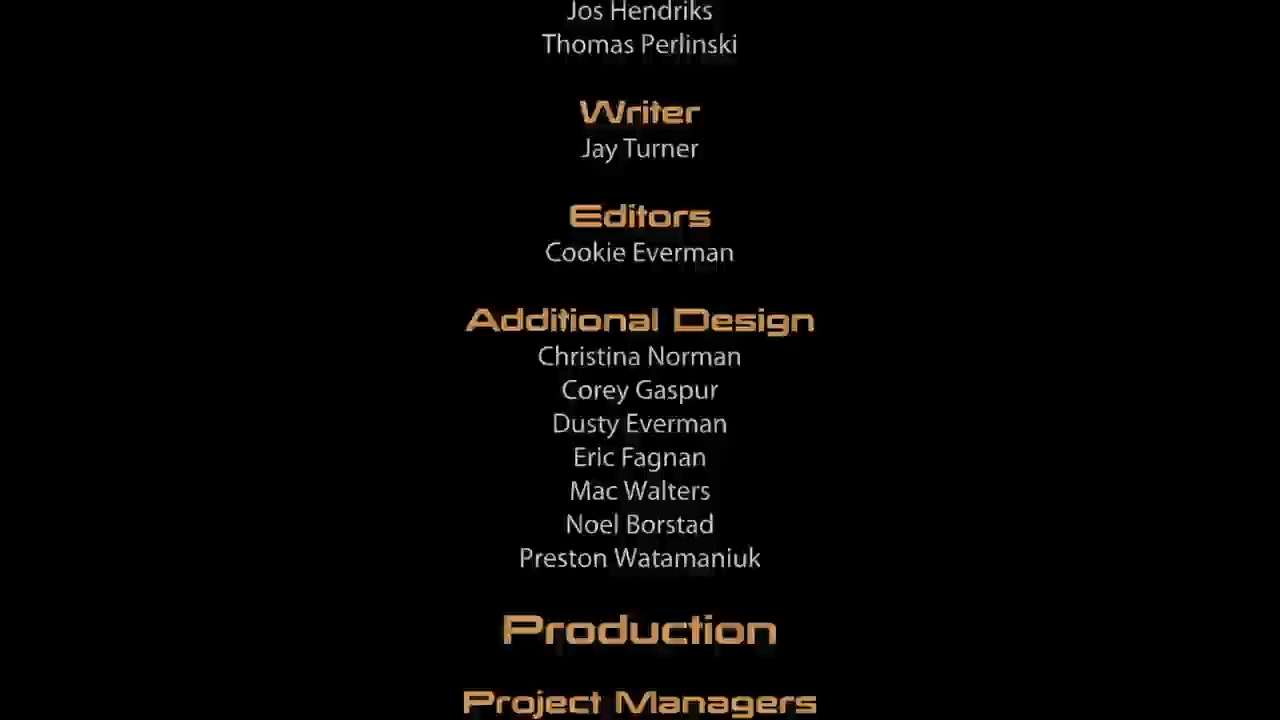 Jos Hendriks
Thomas Perlinski
Writer
Jay Turner
Editors
Cookie Everman
Additional Design
Christina Norman
Corey Gaspur
Dusty Everman
Eric Fagnan
Mac Walters
Noel Borstad
Preston Watamaniuk
Production
Project Managers